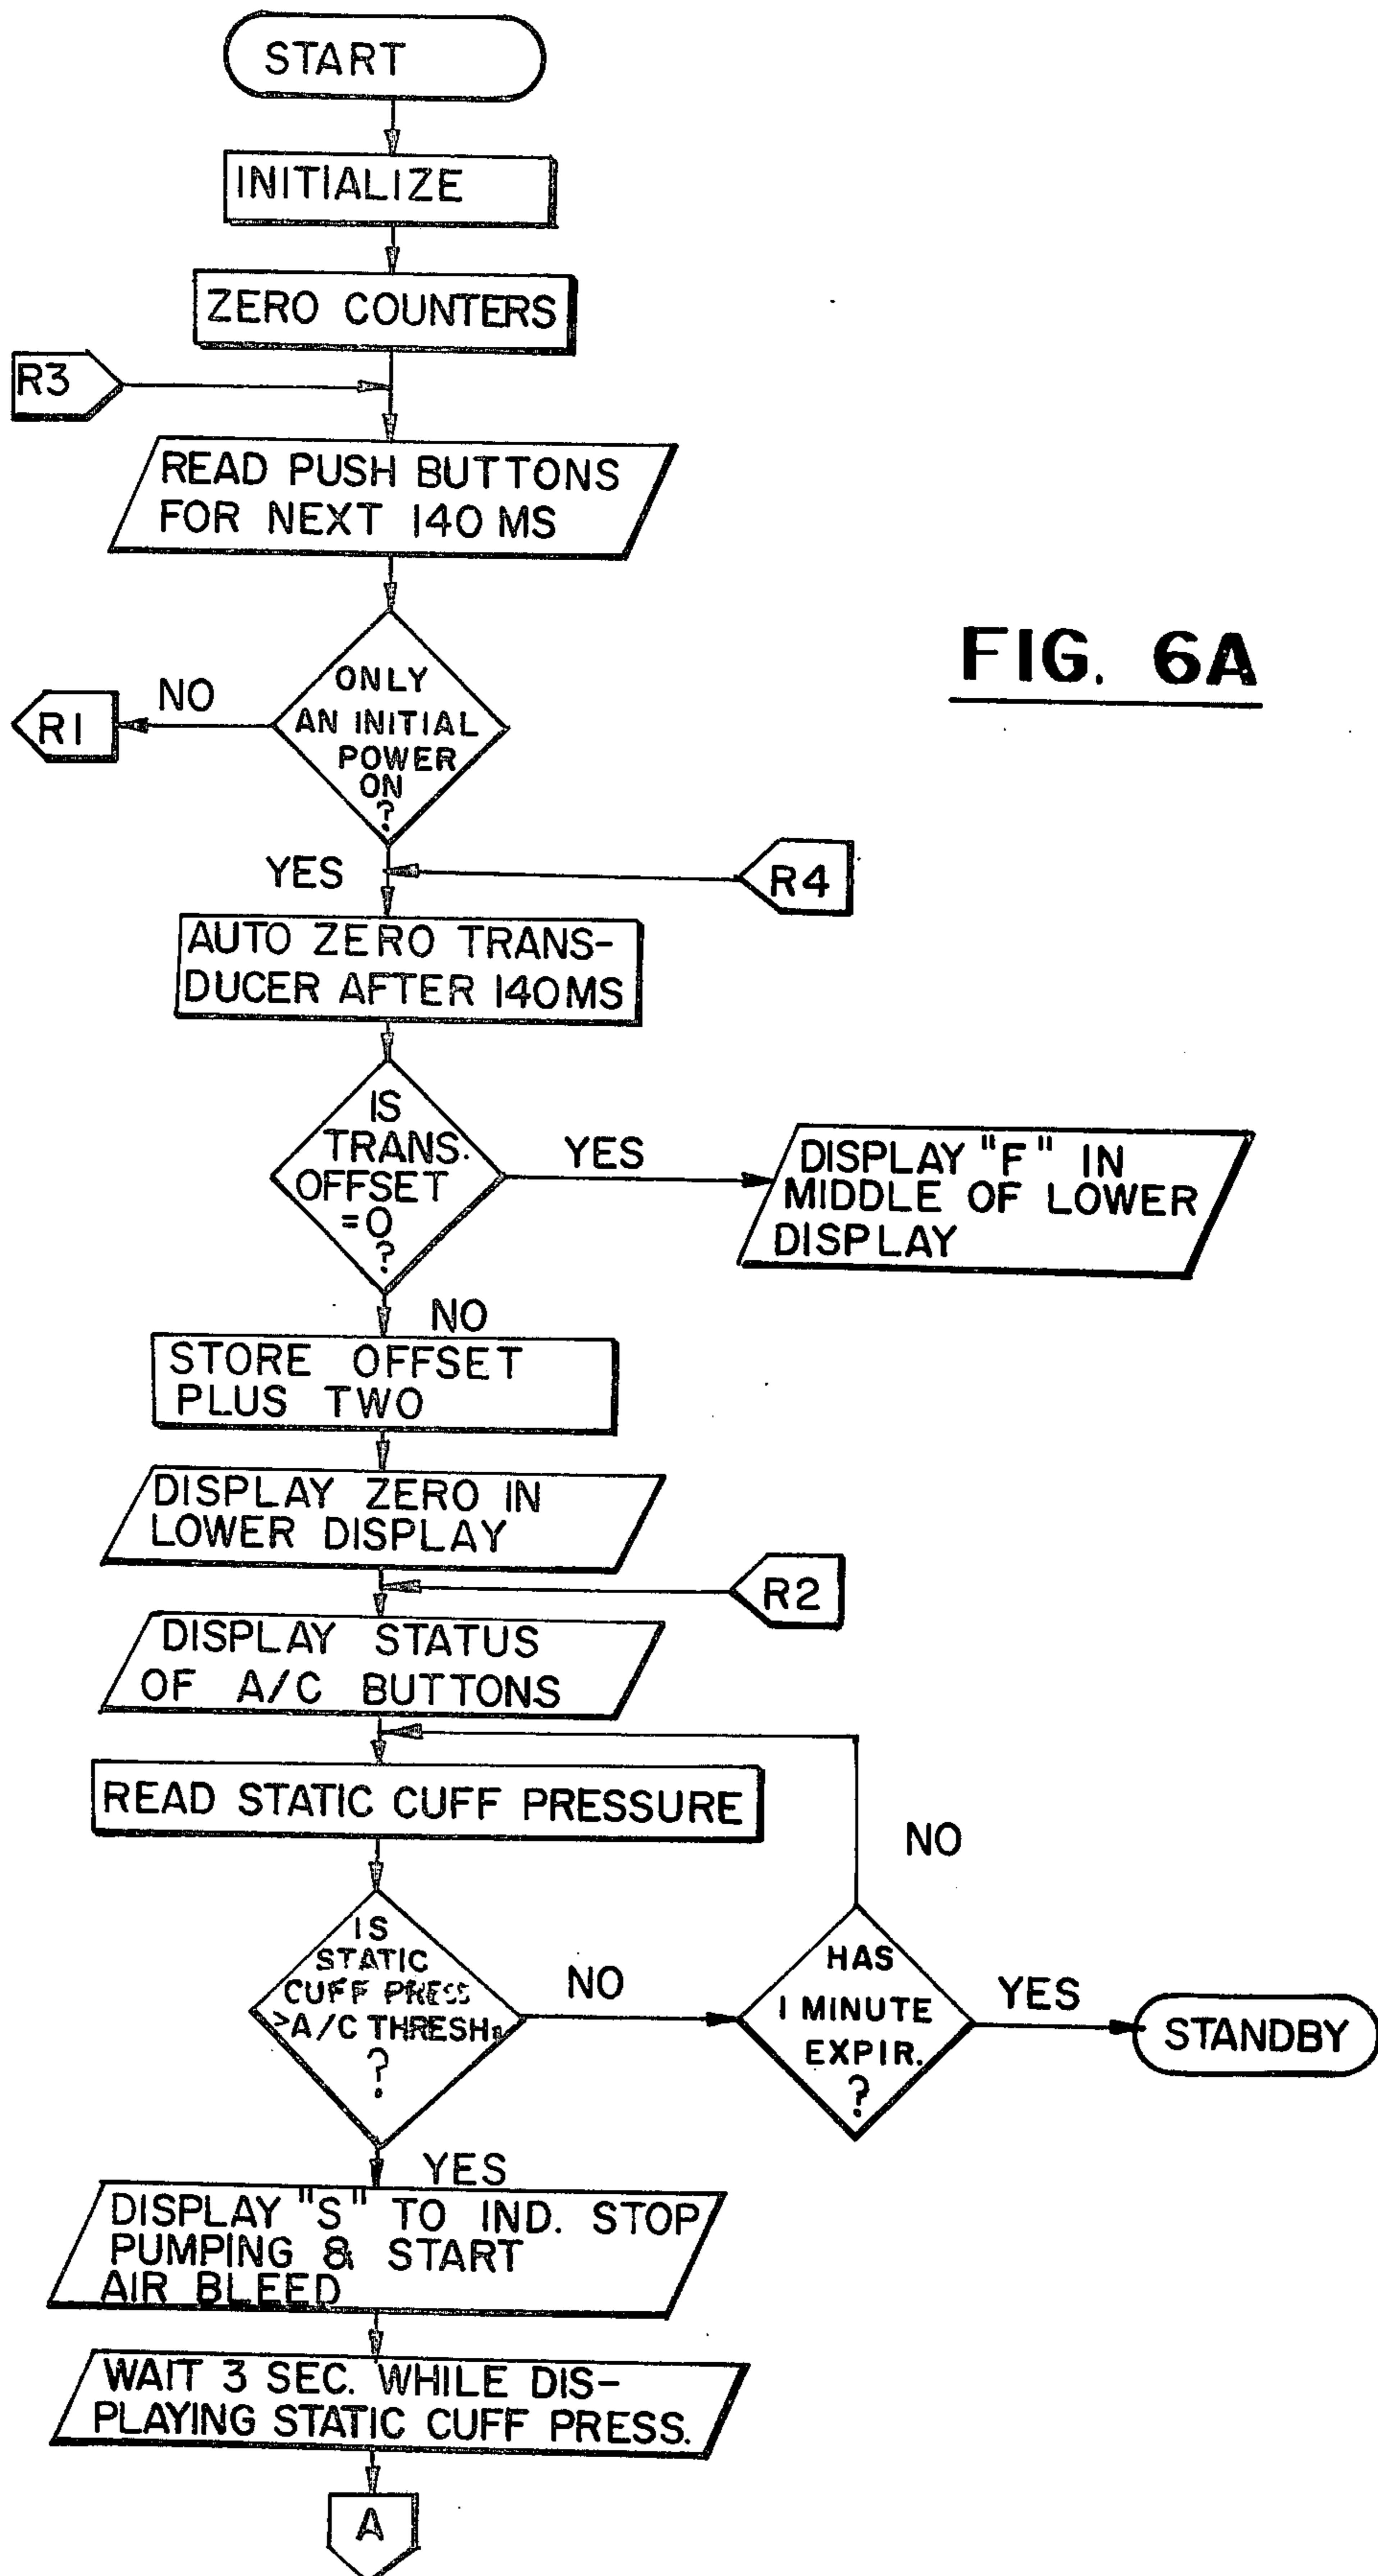 START
INITIALIZE
ZERO COUNTERS
R3
READ PUSH BUTTONS
FOR NEXT 140 MS
FIG. 6A
ONLY
AN INITIAL
POWER
ON
?
NO
R1
YES
R4
AUTO ZERO TRANS-
DUCER AFTER 140MS
IS
TRANS.
OFFSET
=0
?
YES
DISPLAY "F" IN
MIDDLE OF LOWER
DISPLAY
NO
STORE OFFSET
PLUS TWO
DISPLAY ZERO IN
LOWER DISPLAY
R2
DISPLAY STATUS
OF A/C BUTTONS
READ STATIC CUFF PRESSURE
NO
IS
STATIC
CUFF PRESS
>A/C THRESH.
?
NO
HAS
1 MINUTE
EXPIR.
?
YES
STANDBY
YES
DISPLAY "S" TO IND. STOP
PUMPING & START
AIR BLEED
WAIT 3 SEC. WHILE DIS-
PLAYING STATIC CUFF PRESS.
A